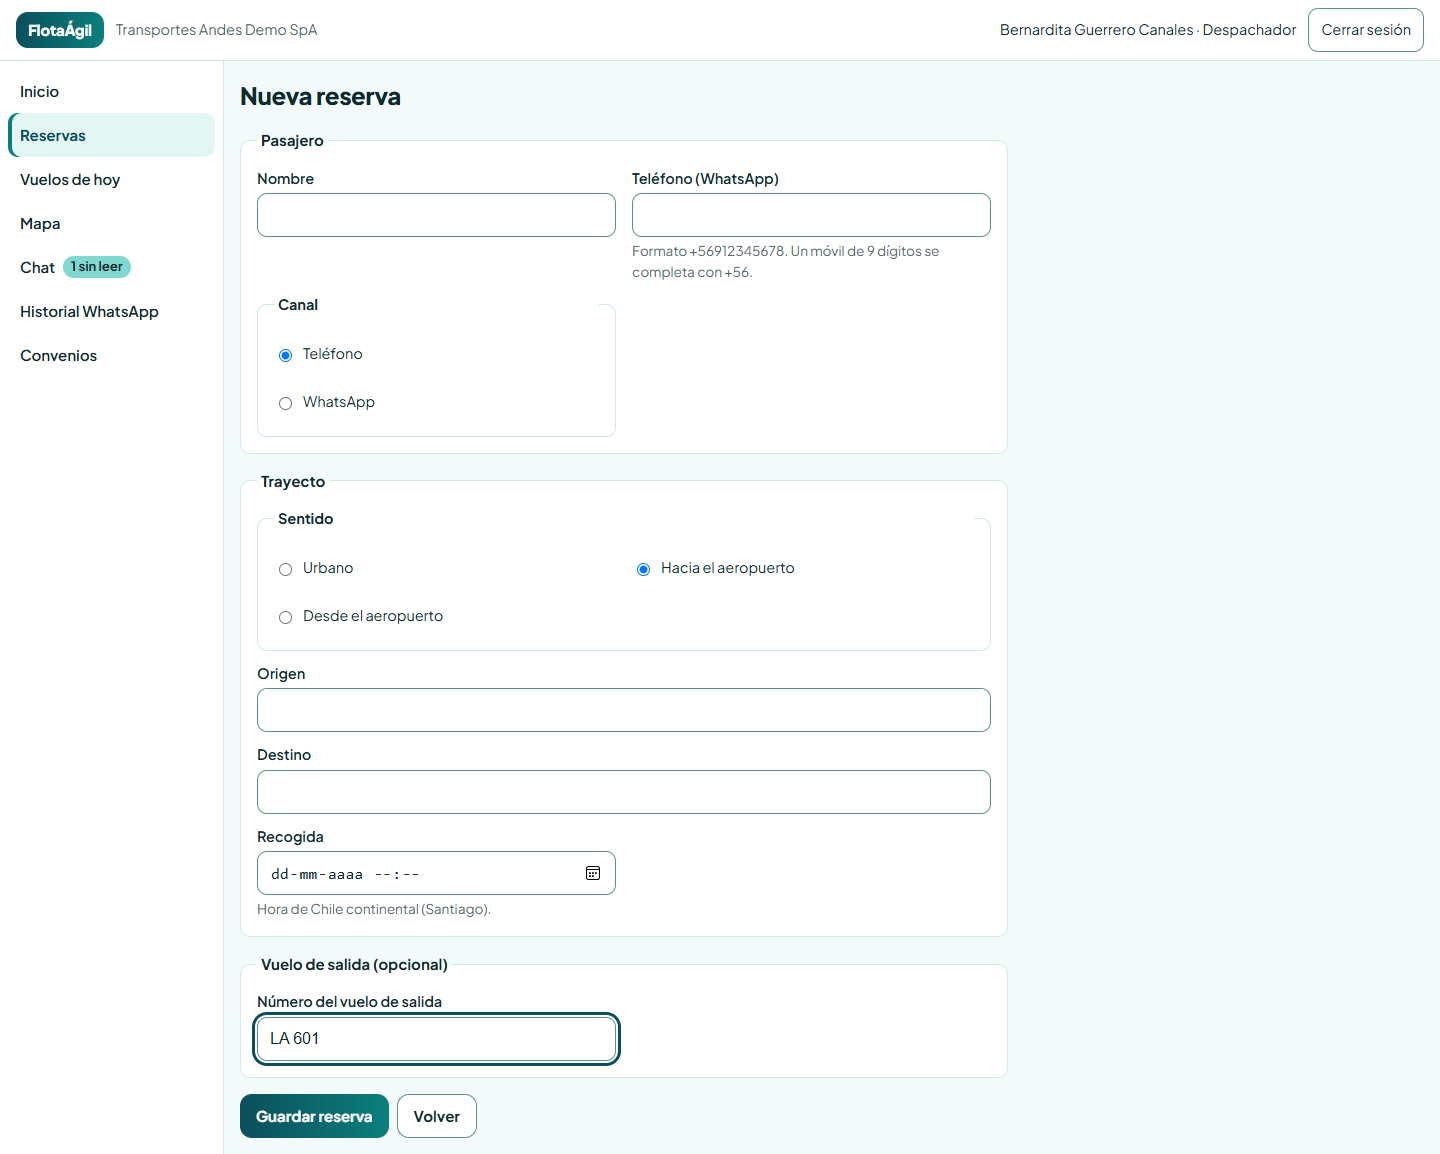 FlotaÁgil
Transportes Andes Demo SpA
Bernardita Guerrero Canales · Despachador
Cerrar sesión
Inicio
Reservas
Vuelos de hoy
Mapa
Chat 1 sin leer
Historial WhatsApp
Convenios
Nueva reserva
Pasajero
Nombre
Teléfono (WhatsApp)
Formato +56912345678. Un móvil de 9 dígitos se
completa con +56.
Canal
Teléfono
WhatsApp
Trayecto
Sentido
Urbano
Hacia el aeropuerto
Desde el aeropuerto
Origen
Destino
Recogida
dd-mm-aaaa --:--
Hora de Chile continental (Santiago).
Vuelo de salida (opcional)
Número del vuelo de salida
LA 601
Guardar reserva
Volver